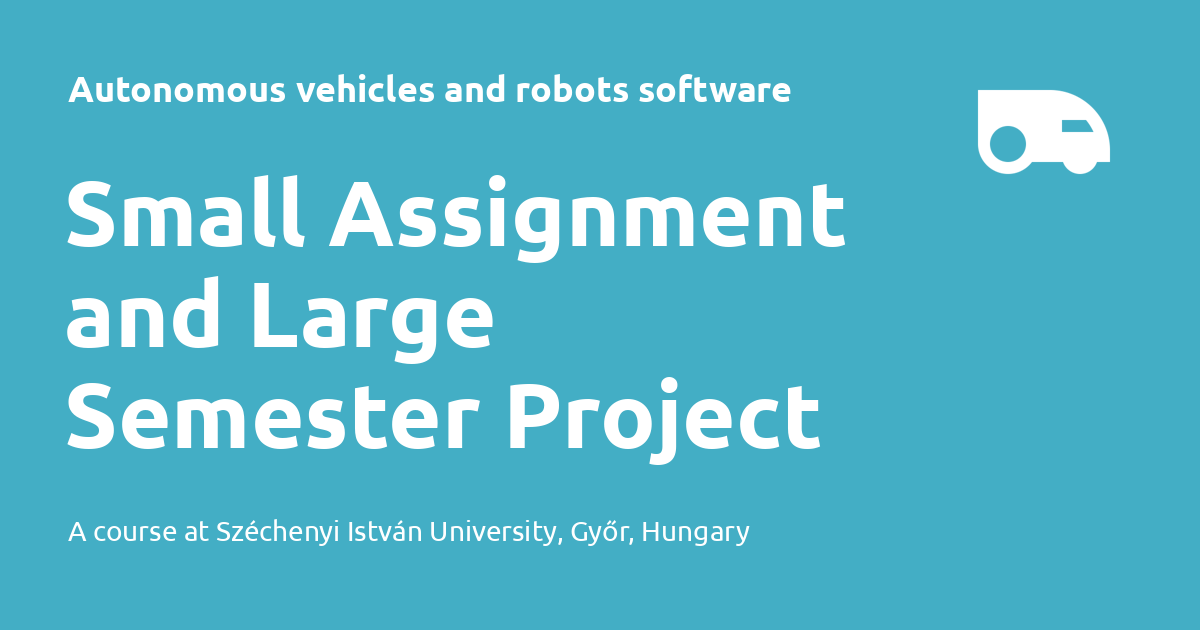 Autonomous vehicles and robots software
Small Assignment
and Large
Semester Project
A course at Széchenyi István University, Győr, Hungary